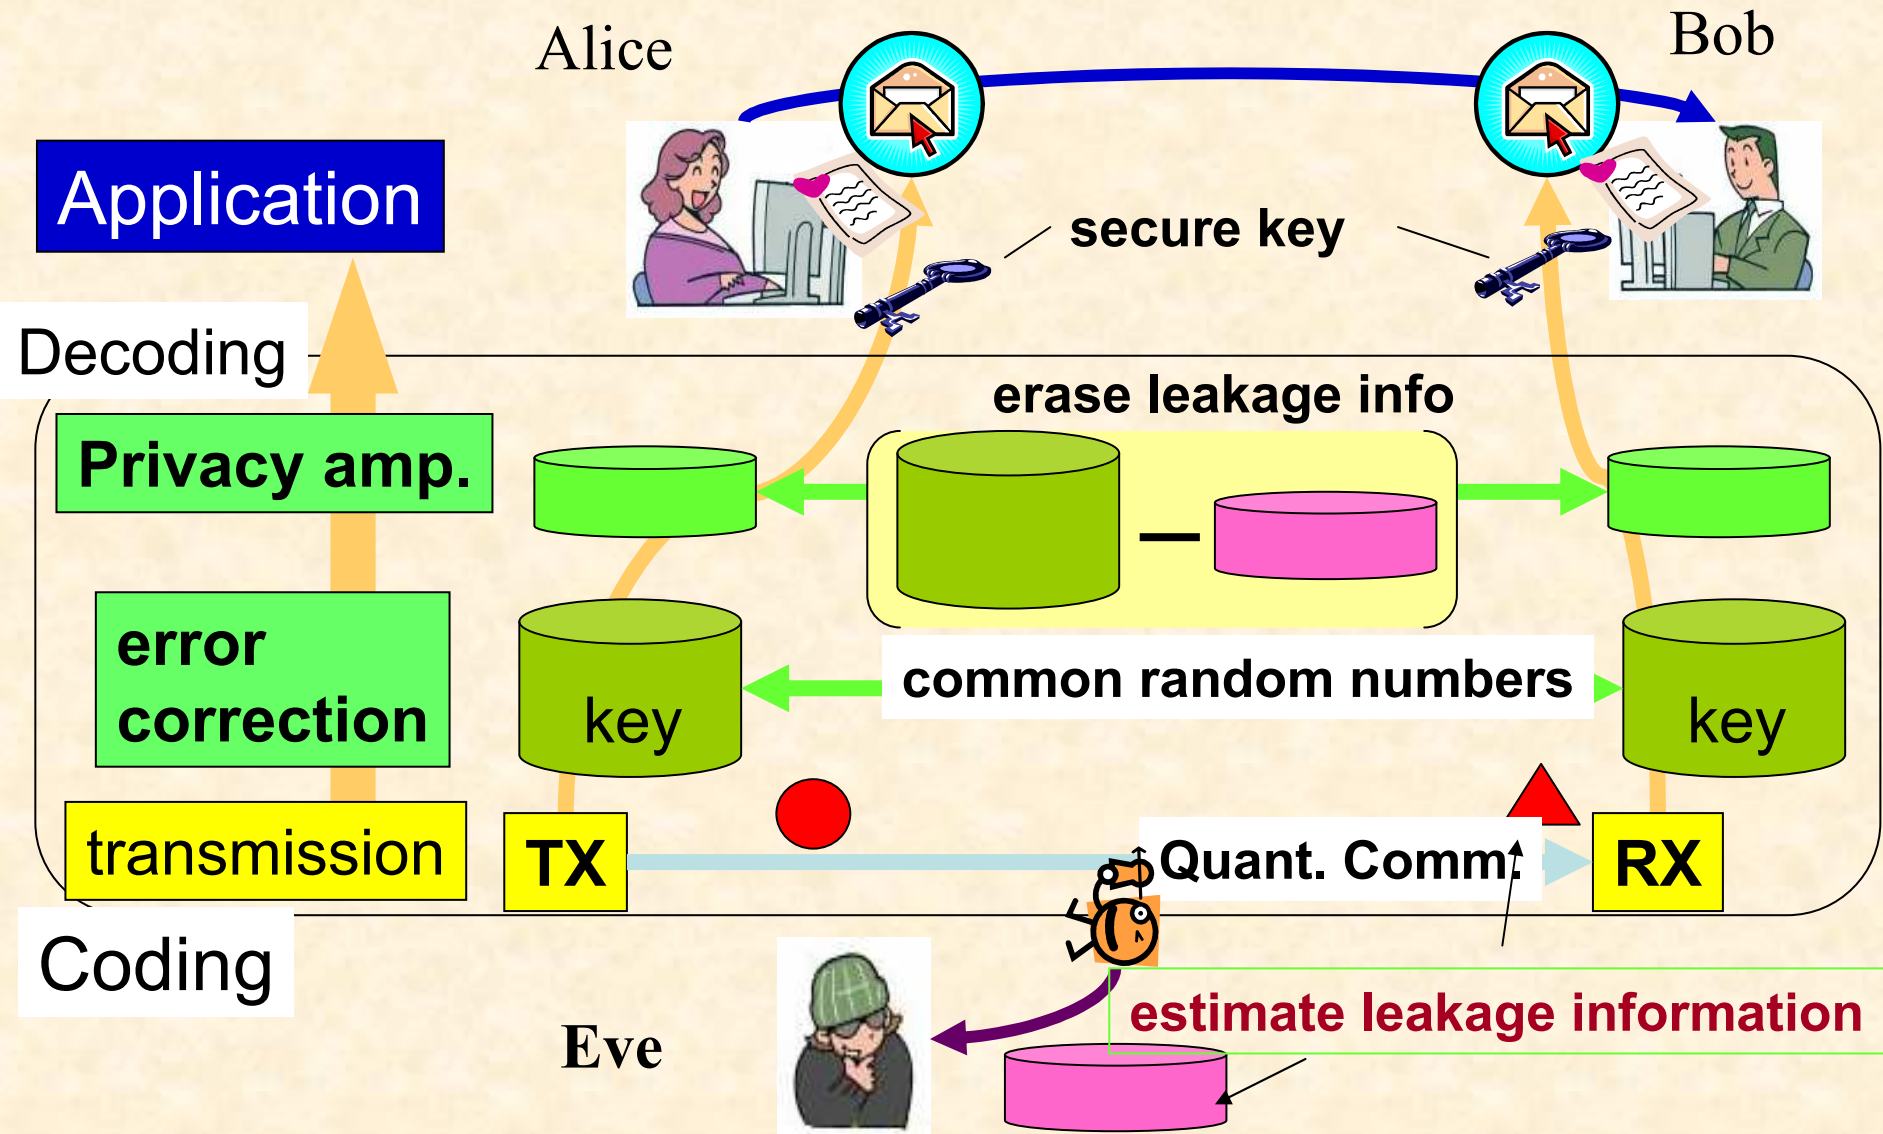 Alice
Bob
Application
secure key
Decoding
erase leakage info
Privacy amp.
error
correction
common random numbers
key
key
transmission
TX
Quant. Comm.
RX
Coding
estimate leakage information
Eve